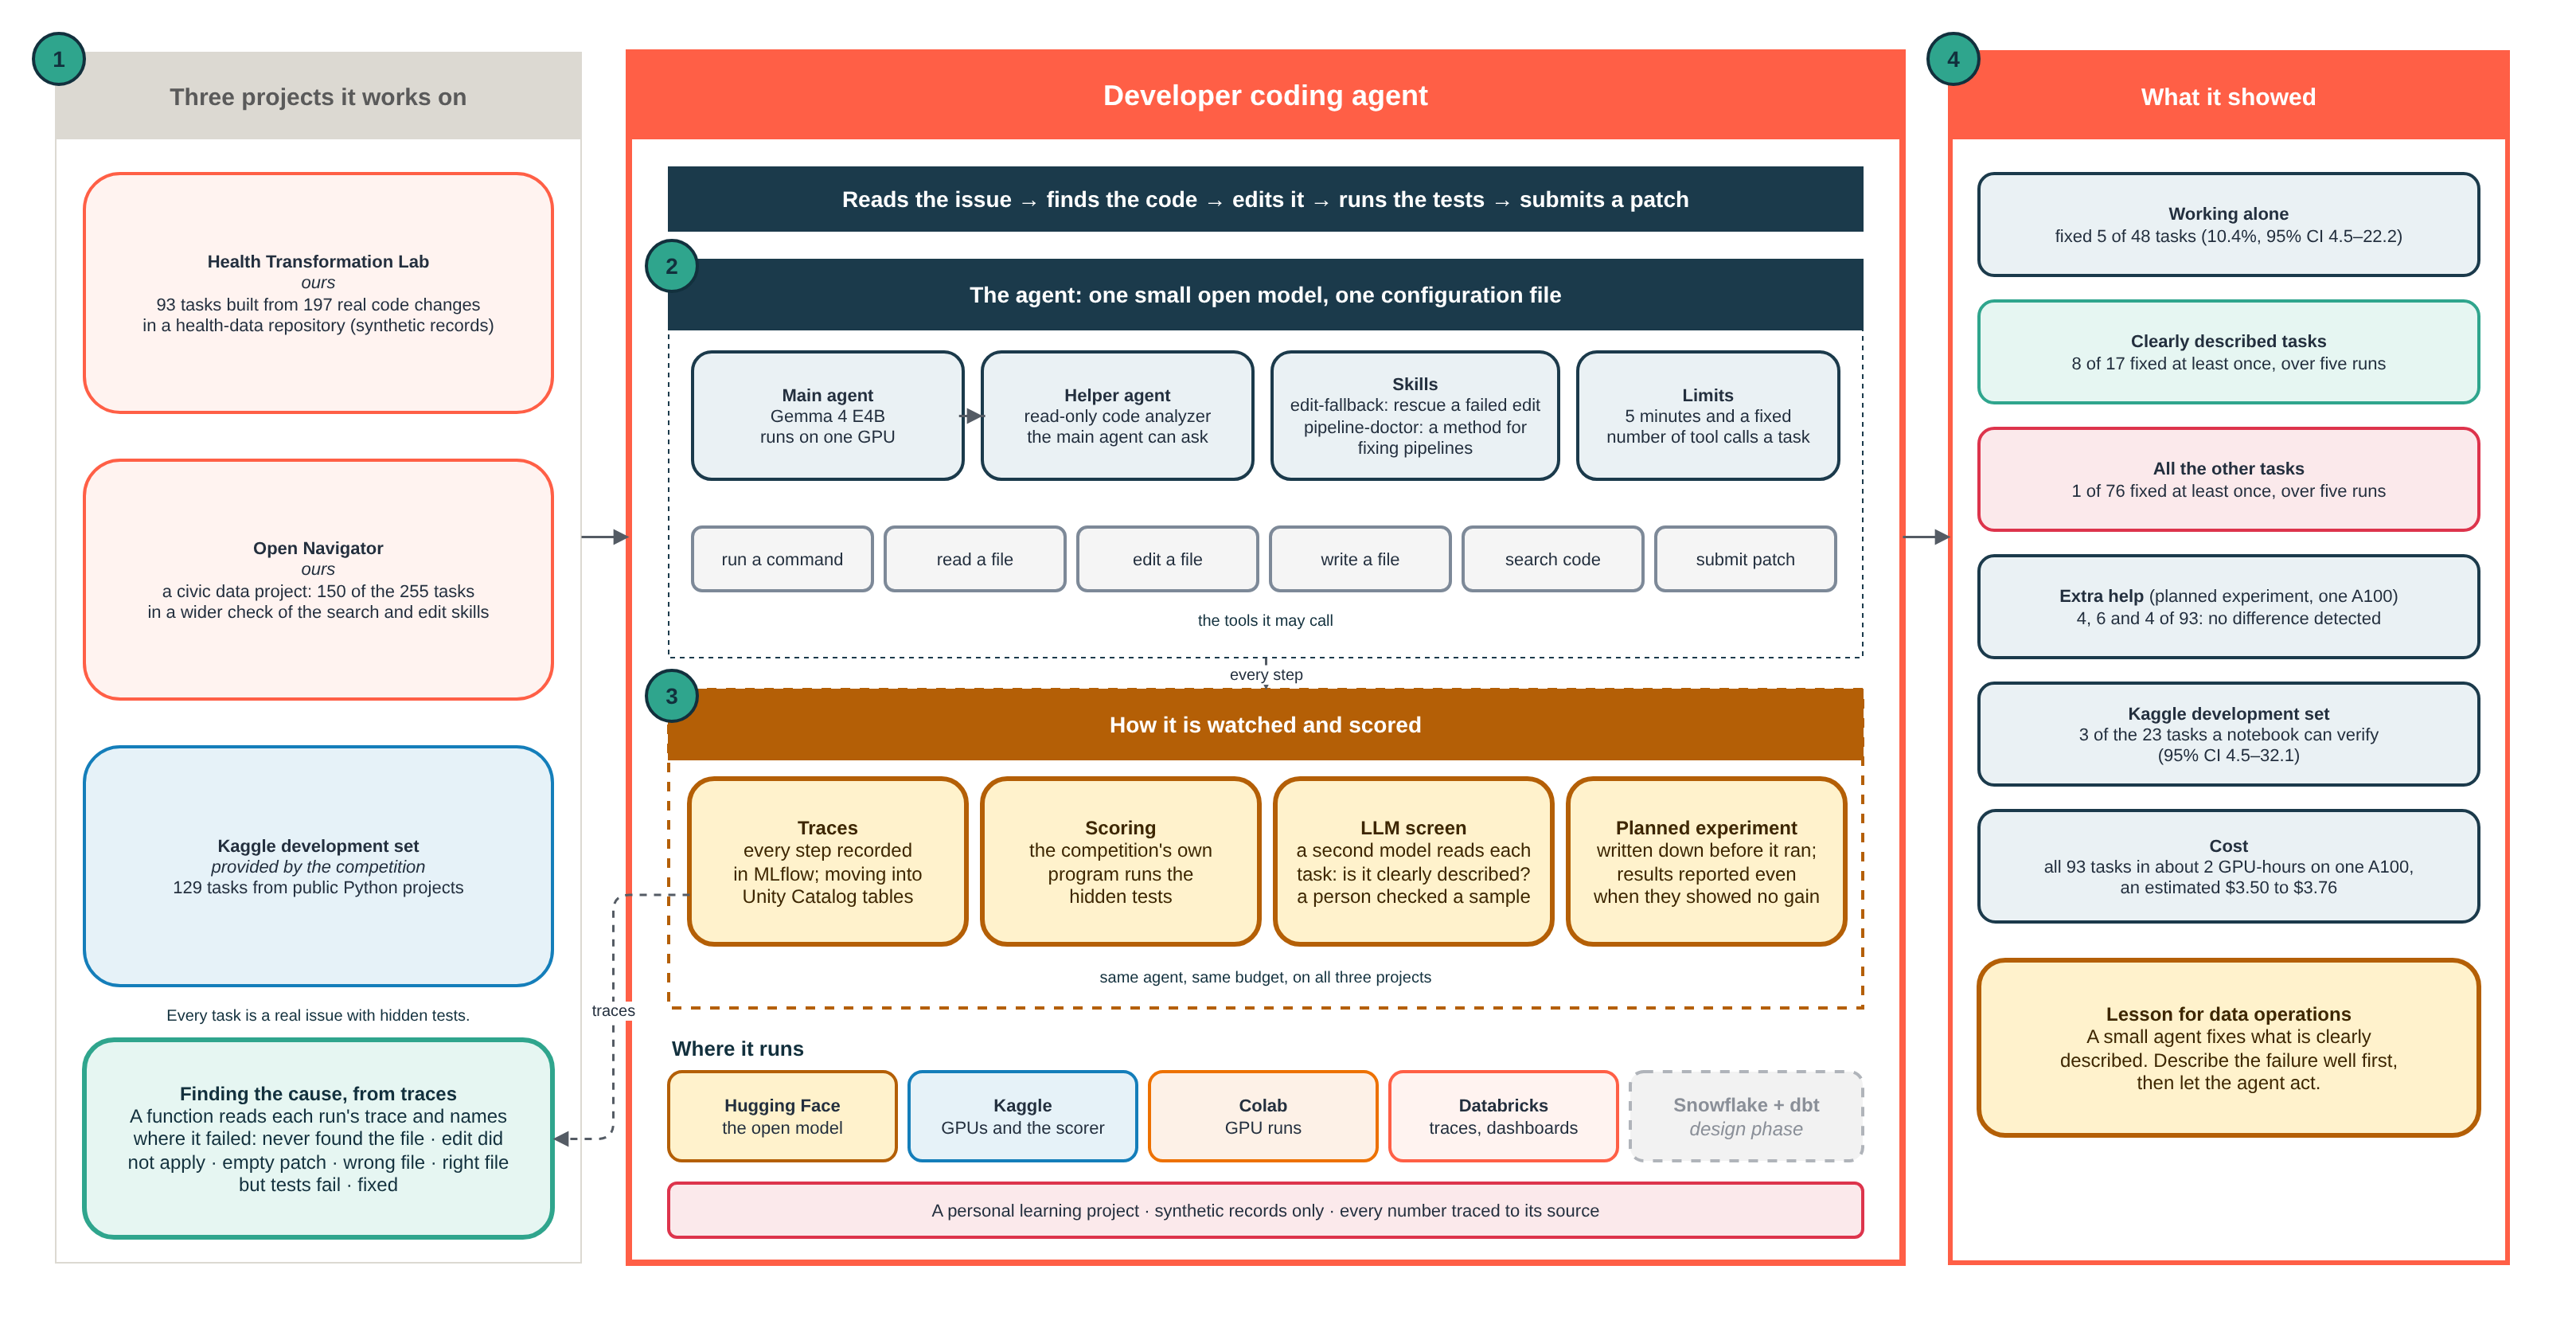 1
Three projects it works on
Health Transformation Lab
ours
93 tasks built from 197 real code changes
in a health-data repository (synthetic records)
Open Navigator
ours
a civic data project: 150 of the 255 tasks
in a wider check of the search and edit skills
Kaggle development set
provided by the competition
129 tasks from public Python projects
Every task is a real issue with hidden tests.
Finding the cause, from traces
A function reads each run's trace and names
where it failed: never found the file · edit did
not apply · empty patch · wrong file · right file
but tests fail · fixed
traces
Developer coding agent
Reads the issue → finds the code → edits it → runs the tests → submits a patch
2
The agent: one small open model, one configuration file
Main agent
Gemma 4 E4B
runs on one GPU
Helper agent
read-only code analyzer
the main agent can ask
Skills
edit-fallback: rescue a failed edit
pipeline-doctor: a method for
fixing pipelines
Limits
5 minutes and a fixed
number of tool calls a task
run a command
read a file
edit a file
write a file
search code
submit patch
the tools it may call
every step
3
How it is watched and scored
Traces
every step recorded
in MLflow; moving into
Unity Catalog tables
Scoring
the competition's own
program runs the
hidden tests
LLM screen
a second model reads each
task: is it clearly described?
a person checked a sample
Planned experiment
written down before it ran;
results reported even
when they showed no gain
same agent, same budget, on all three projects
Where it runs
Hugging Face
the open model
Kaggle
GPUs and the scorer
Colab
GPU runs
Databricks
traces, dashboards
Snowflake + dbt
design phase
A personal learning project · synthetic records only · every number traced to its source
4
What it showed
Working alone
fixed 5 of 48 tasks (10.4%, 95% CI 4.5–22.2)
Clearly described tasks
8 of 17 fixed at least once, over five runs
All the other tasks
1 of 76 fixed at least once, over five runs
Extra help (planned experiment, one A100)
4, 6 and 4 of 93: no difference detected
Kaggle development set
3 of the 23 tasks a notebook can verify
(95% CI 4.5–32.1)
Cost
all 93 tasks in about 2 GPU-hours on one A100,
an estimated $3.50 to $3.76
Lesson for data operations
A small agent fixes what is clearly
described. Describe the failure well first,
then let the agent act.